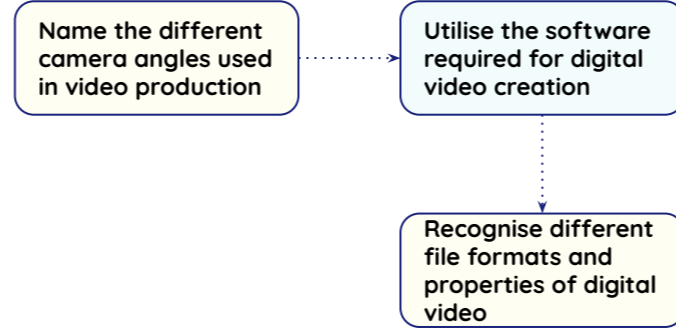 Name the different
camera angles used
in video production
Utilise the software
required for digital
video creation
Recognise different
file formats and
properties of digital
video